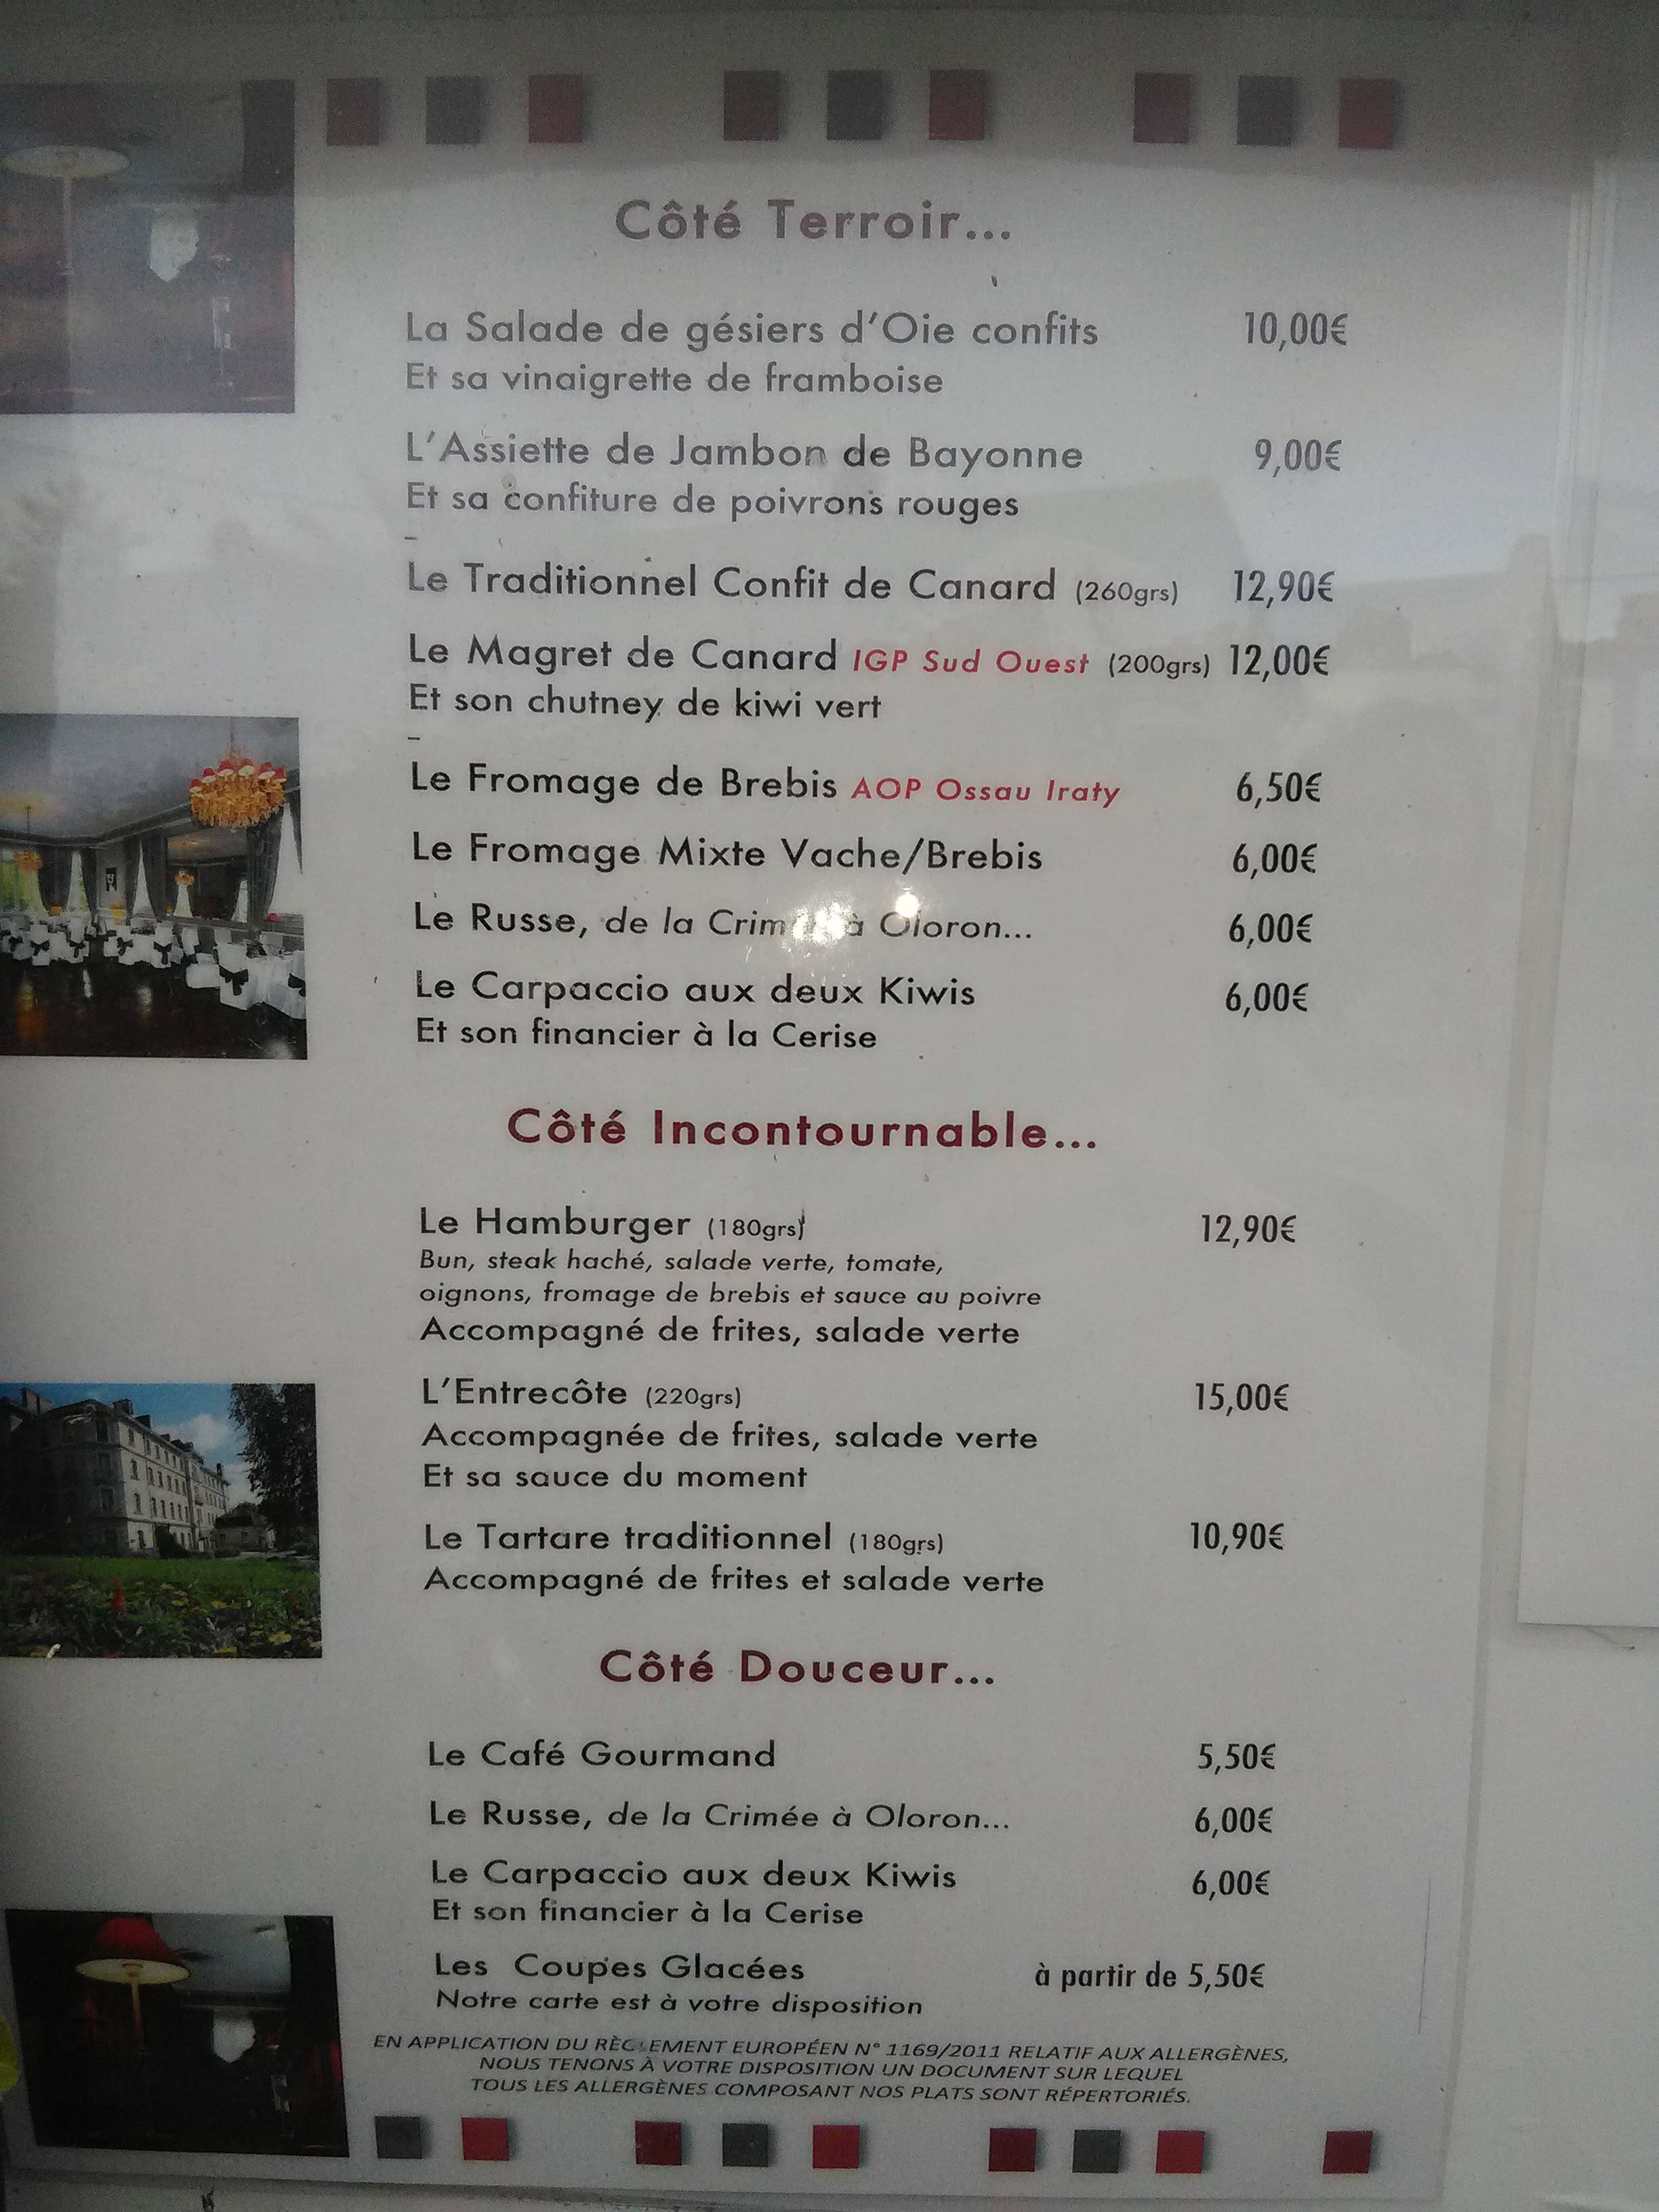 Côté Terroir...
La Salade de gésiers d'Oie confits 10,00€
Et sa vinaigrette de framboise
L'Assiette de Jambon de Bayonne 9,00€
Et sa confiture de poivrons rouges
Le Traditionnel Confit de Canard (260grs) 12,90€
Le Magret de Canard IGP Sud Ouest (200grs) 12,00€
Et son chutney de kiwi vert
Le Fromage de Brebis AOP Ossau Iraty 6,50€
Le Fromage Mixte Vache/Brebis 6,00€
Le Russe, de la Crimée à Oloron... 6,00€
Le Carpaccio aux deux Kiwis 6,00€
Et son financier à la Cerise
Côté Incontournable...
Le Hamburger (180grs) 12,90€
Bun, steak haché, salade verte, tomate,
oignons, fromage de brebis et sauce au poivre
Accompagné de frites, salade verte
L'Entrecôte (220grs) 15,00€
Accompagnée de frites, salade verte
Et sa sauce du moment
Le Tartare traditionnel (180grs) 10,90€
Accompagné de frites et salade verte
Côté Douceur...
Le Café Gourmand 5,50€
Le Russe, de la Crimée à Oloron... 6,00€
Le Carpaccio aux deux Kiwis 6,00€
Et son financier à la Cerise
Les Coupes Glacées à partir de 5,50€
Notre carte est à votre disposition
EN APPLICATION DU RÈGLEMENT EUROPÉEN N° 1169/2011 RELATIF AUX ALLERGÈNES,
NOUS TENONS À VOTRE DISPOSITION UN DOCUMENT SUR LEQUEL
TOUS LES ALLERGÈNES COMPOSANT NOS PLATS SONT RÉPERTORIÉS.